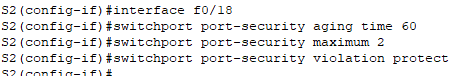 S2(config-if)#interface f0/18
S2(config-if)#switchport port-security aging time 60
S2(config-if)#switchport port-security maximum 2
S2(config-if)#switchport port-security violation protect
S2(config-if)#